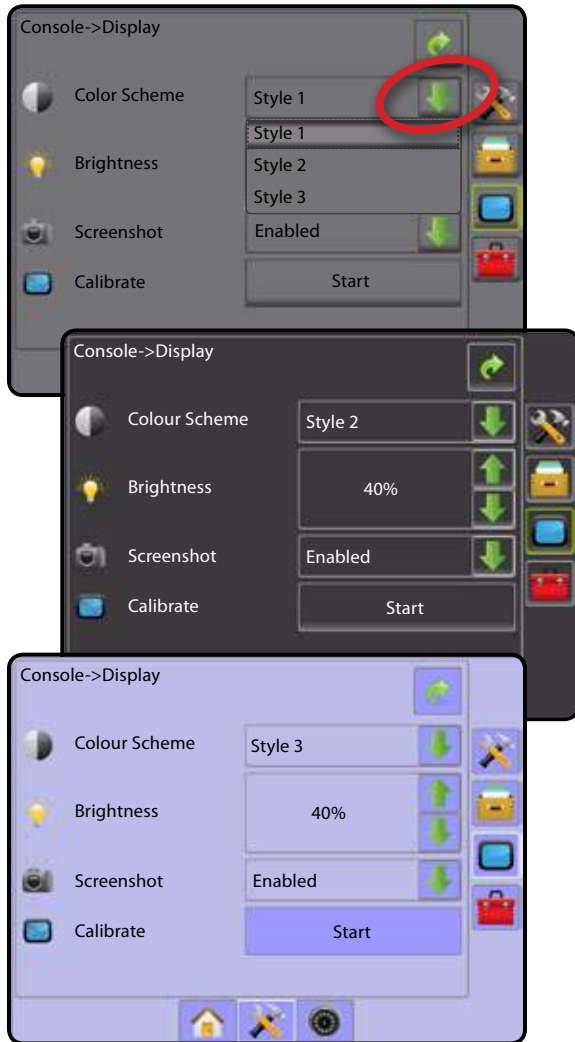 Console->Display
Color Scheme Style 1
Style 1
Brightness Style 2
Style 3
Screenshot Enabled
Calibrate Start
Console->Display
Colour Scheme Style 2
Brightness 40%
Screenshot Enabled
Calibrate Start
Console->Display
Colour Scheme Style 3
Brightness 40%
Screenshot Enabled
Calibrate Start